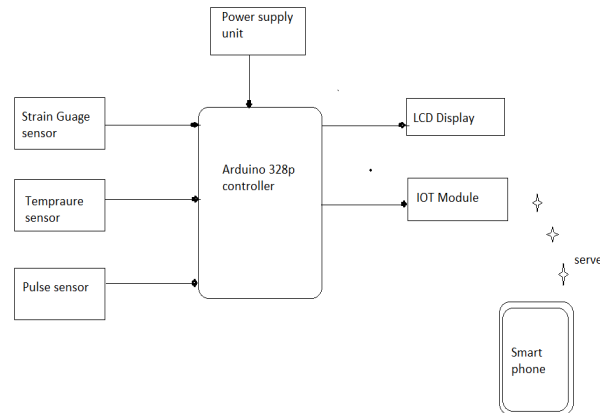 Power supply
unit
Strain Guage
sensor
Arduino 328p
controller
LCD Display
Tempraure
sensor
IOT Module
Pulse sensor
serve
Smart
phone